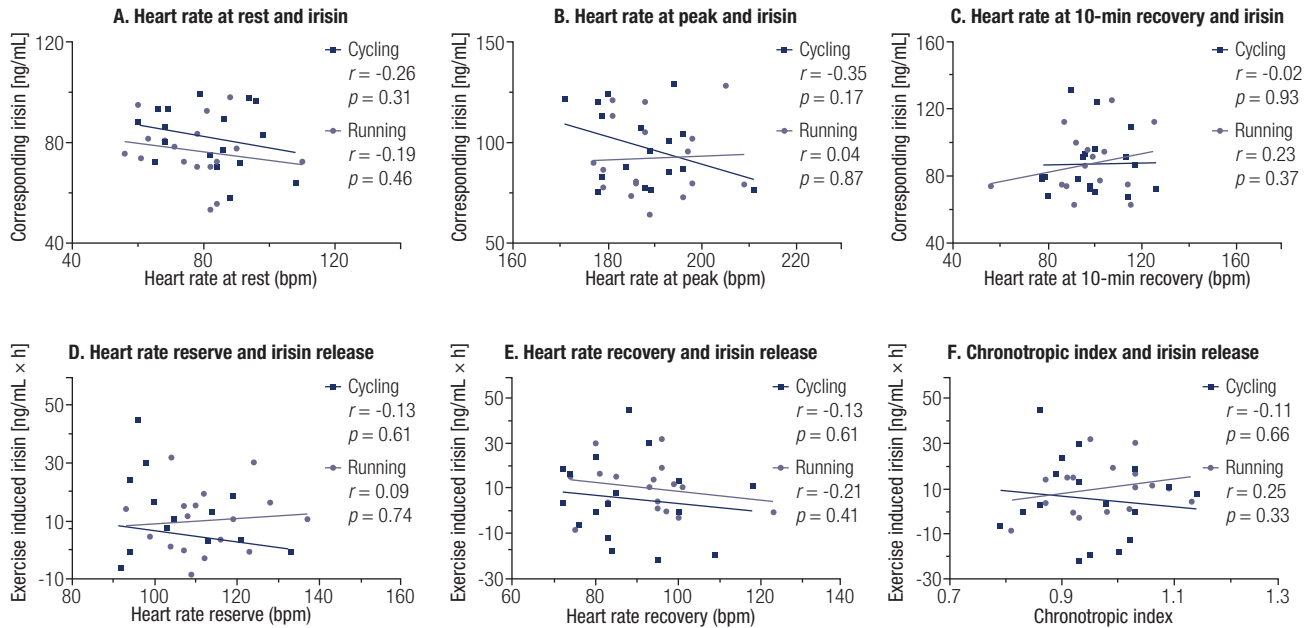 A. Heart rate at rest and irisin
Corresponding irisin [ng/mL]
120
80
40
40
80
120
Heart rate at rest (bpm)
Cycling
r = -0.26
p = 0.31
Running
r = -0.19
p = 0.46
B. Heart rate at peak and irisin
Corresponding irisin [ng/mL]
150
100
50
160
180
200
220
Heart rate at peak (bpm)
Cycling
r = -0.35
p = 0.17
Running
r = 0.04
p = 0.87
C. Heart rate at 10-min recovery and irisin
Corresponding irisin [ng/mL]
160
120
80
40
40
80
120
160
Heart rate at 10-min recovery (bpm)
Cycling
r = -0.02
p = 0.93
Running
r = 0.23
p = 0.37
D. Heart rate reserve and irisin release
Exercise induced irisin [ng/mL × h]
50
30
10
-10
80
100
120
140
160
Heart rate reserve (bpm)
Cycling
r = -0.13
p = 0.61
Running
r = 0.09
p = 0.74
E. Heart rate recovery and irisin release
Exercise induced irisin [ng/mL × h]
50
30
10
-10
-30
60
80
100
120
140
Heart rate recovery (bpm)
Cycling
r = -0.13
p = 0.61
Running
r = -0.21
p = 0.41
F. Chronotropic index and irisin release
Exercise induced irisin [ng/mL × h]
50
30
10
-10
-30
0.7
0.9
1.1
1.3
Chronotropic index
Cycling
r = -0.11
p = 0.66
Running
r = 0.25
p = 0.33